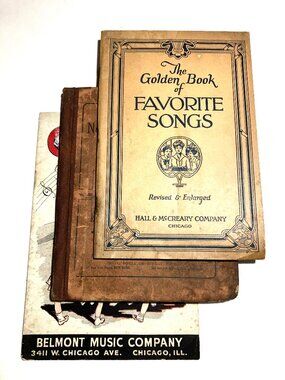 The
Golden Book
of
FAVORITE
SONGS
Revised & Enlarged
HALL & McCREARY COMPANY
CHICAGO
BELMONT MUSIC COMPANY
3411 W. CHICAGO AVE. CHICAGO, ILL.